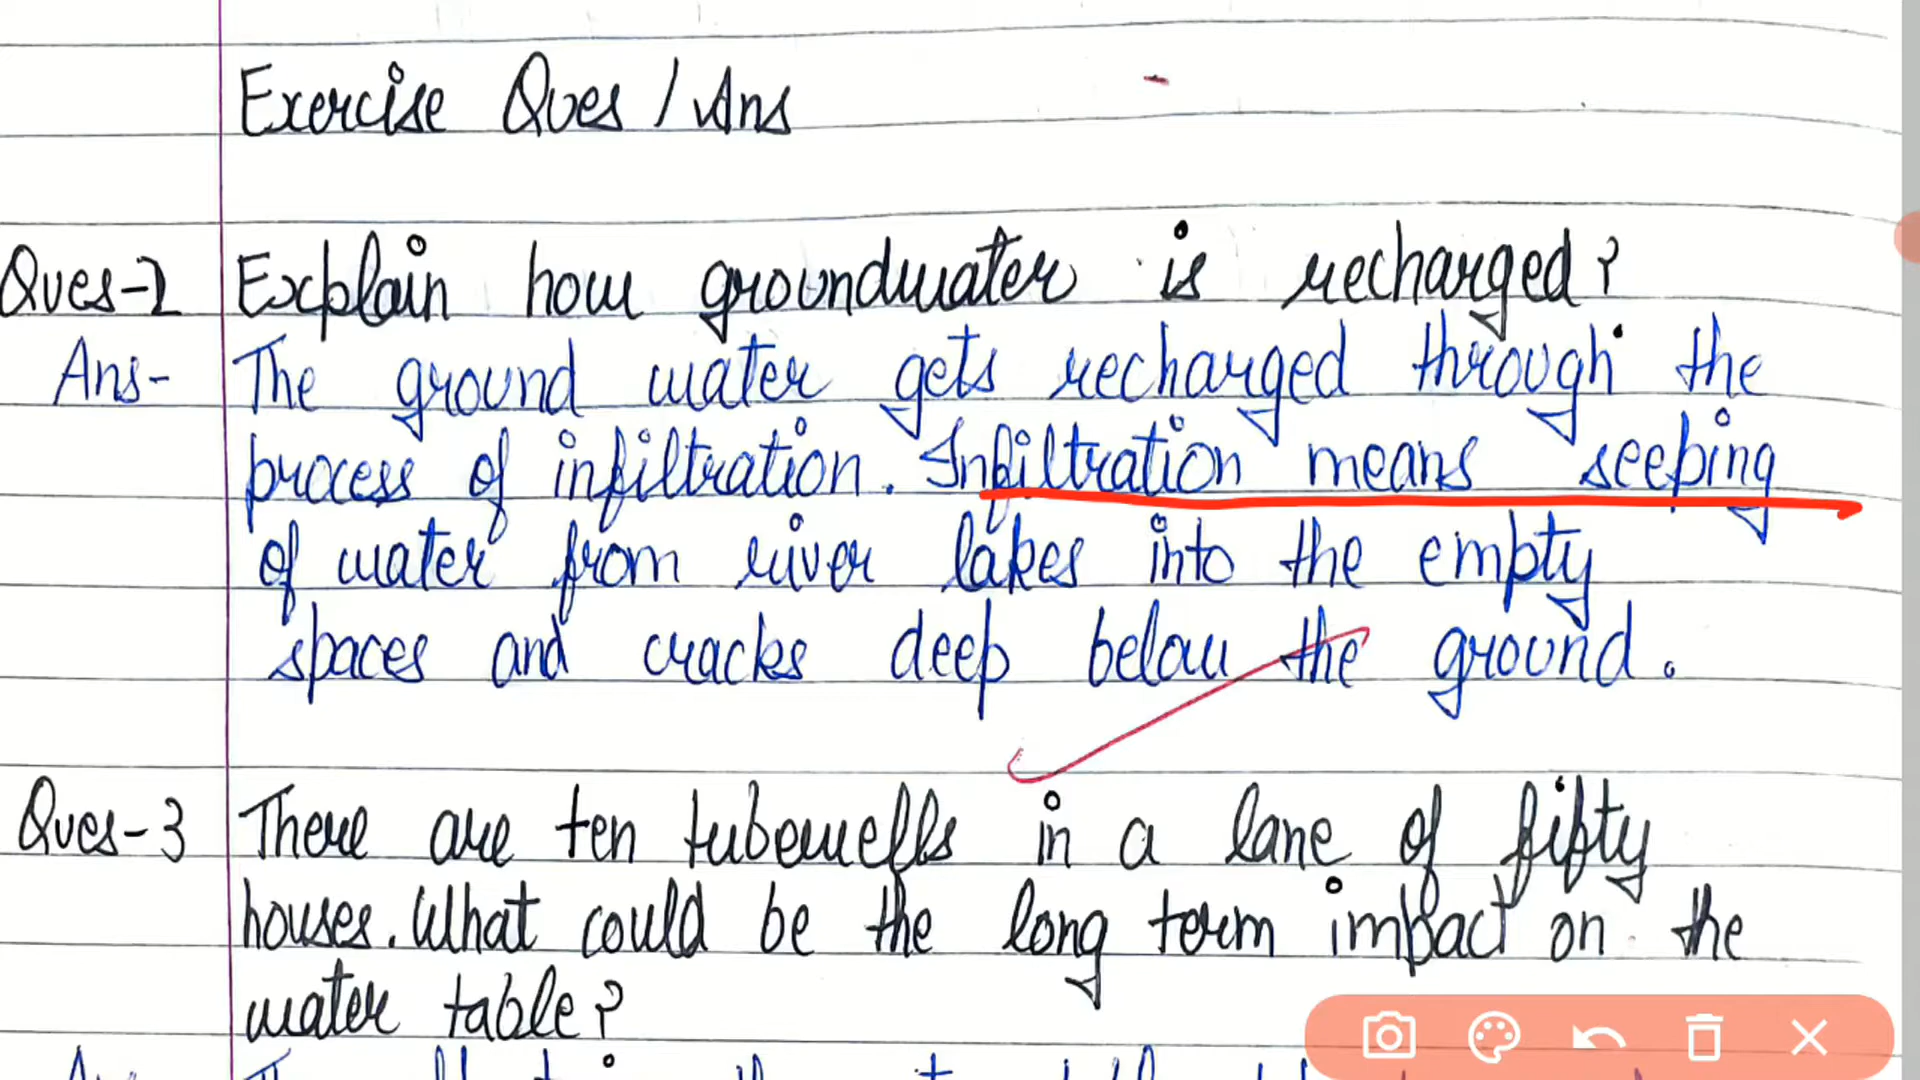 Exercise Ques / Ans
Ques-2 Explain how groundwater is recharged?
Ans- The ground water gets recharged through the
process of infiltration. Infiltration means seeping
of water from river lakes into the empty
spaces and cracks deep below the ground.
Ques-3 There are ten tubewells in a lane of fifty
houses. What could be the long term impact on the
water table?